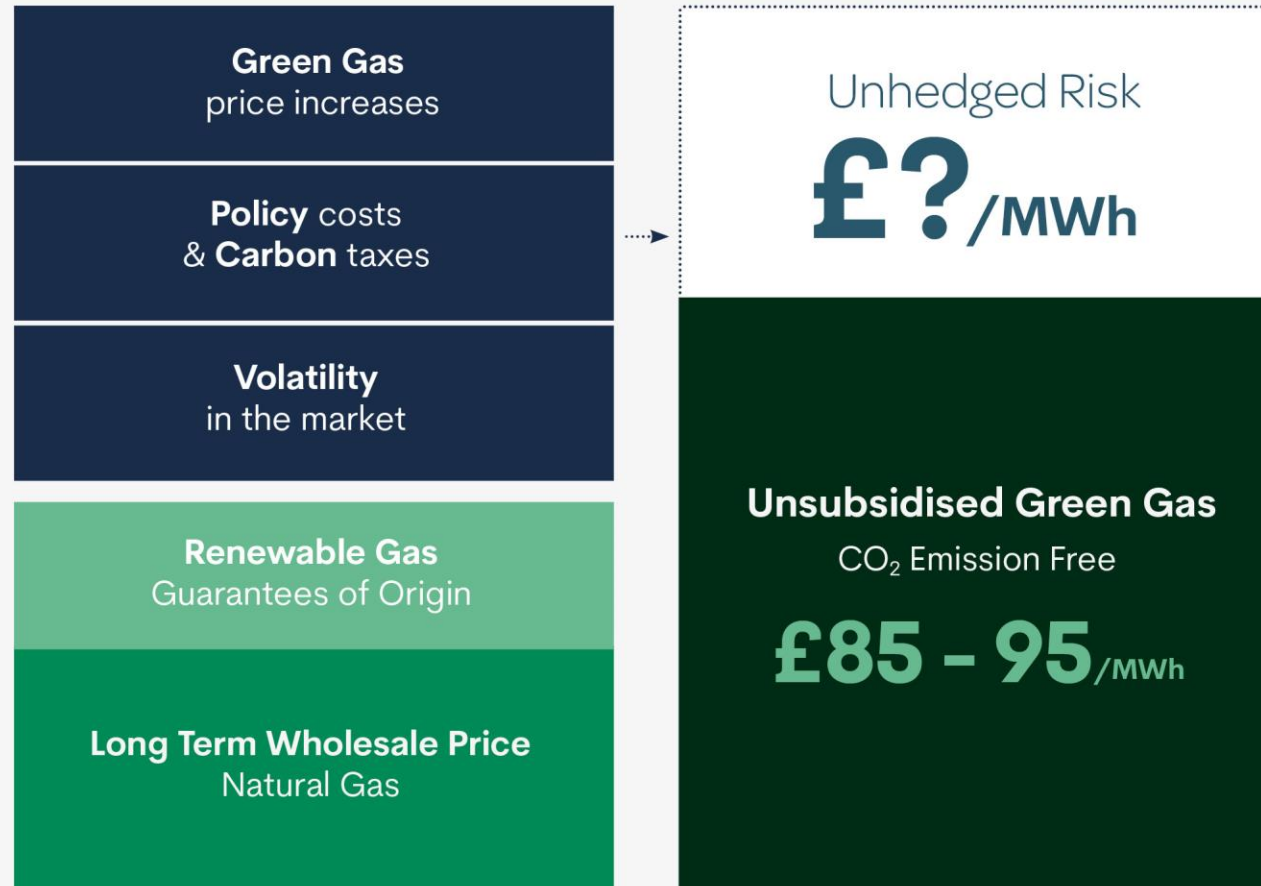 Green Gas
price increases
Policy costs
& Carbon taxes
Volatility
in the market
Renewable Gas
Guarantees of Origin
Long Term Wholesale Price
Natural Gas
Unhedged Risk
£?/MWh
Unsubsidised Green Gas
CO₂ Emission Free
£85 - 95/MWh